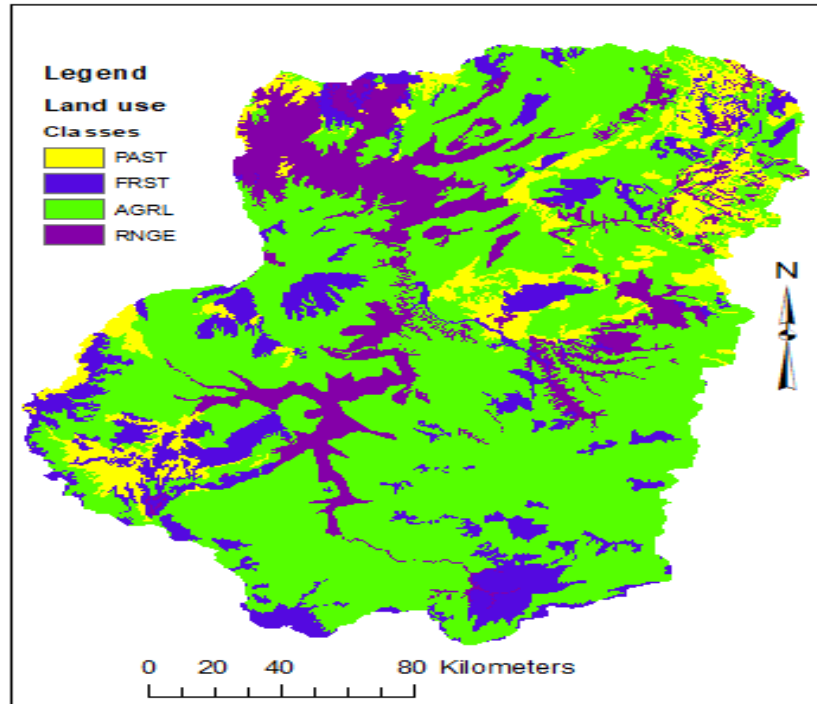 Legend
Land use
Classes
PAST
FRST
AGRL
RNGE
N
0 20 40 80 Kilometers